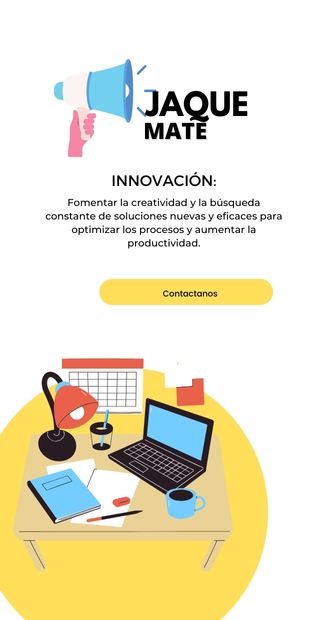 JAQUE
MATE
INNOVACIÓN:
Fomentar la creatividad y la búsqueda
constante de soluciones nuevas y eficaces para
optimizar los procesos y aumentar la
productividad.
Contactanos